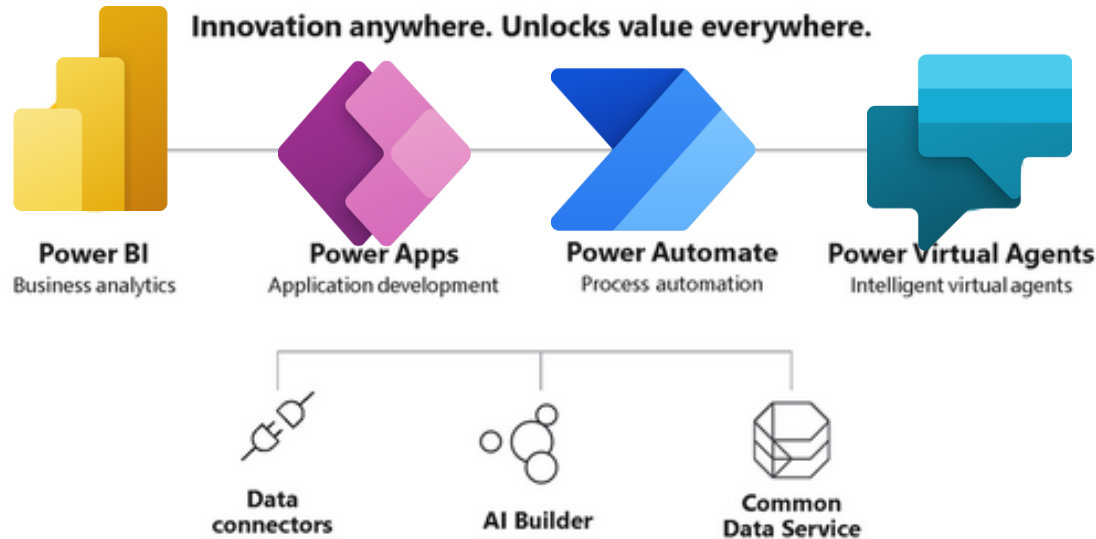 Innovation anywhere. Unlocks value everywhere.
Power BI
Business analytics
Power Apps
Application development
Power Automate
Process automation
Power Virtual Agents
Intelligent virtual agents
Data
connectors
AI Builder
Common
Data Service